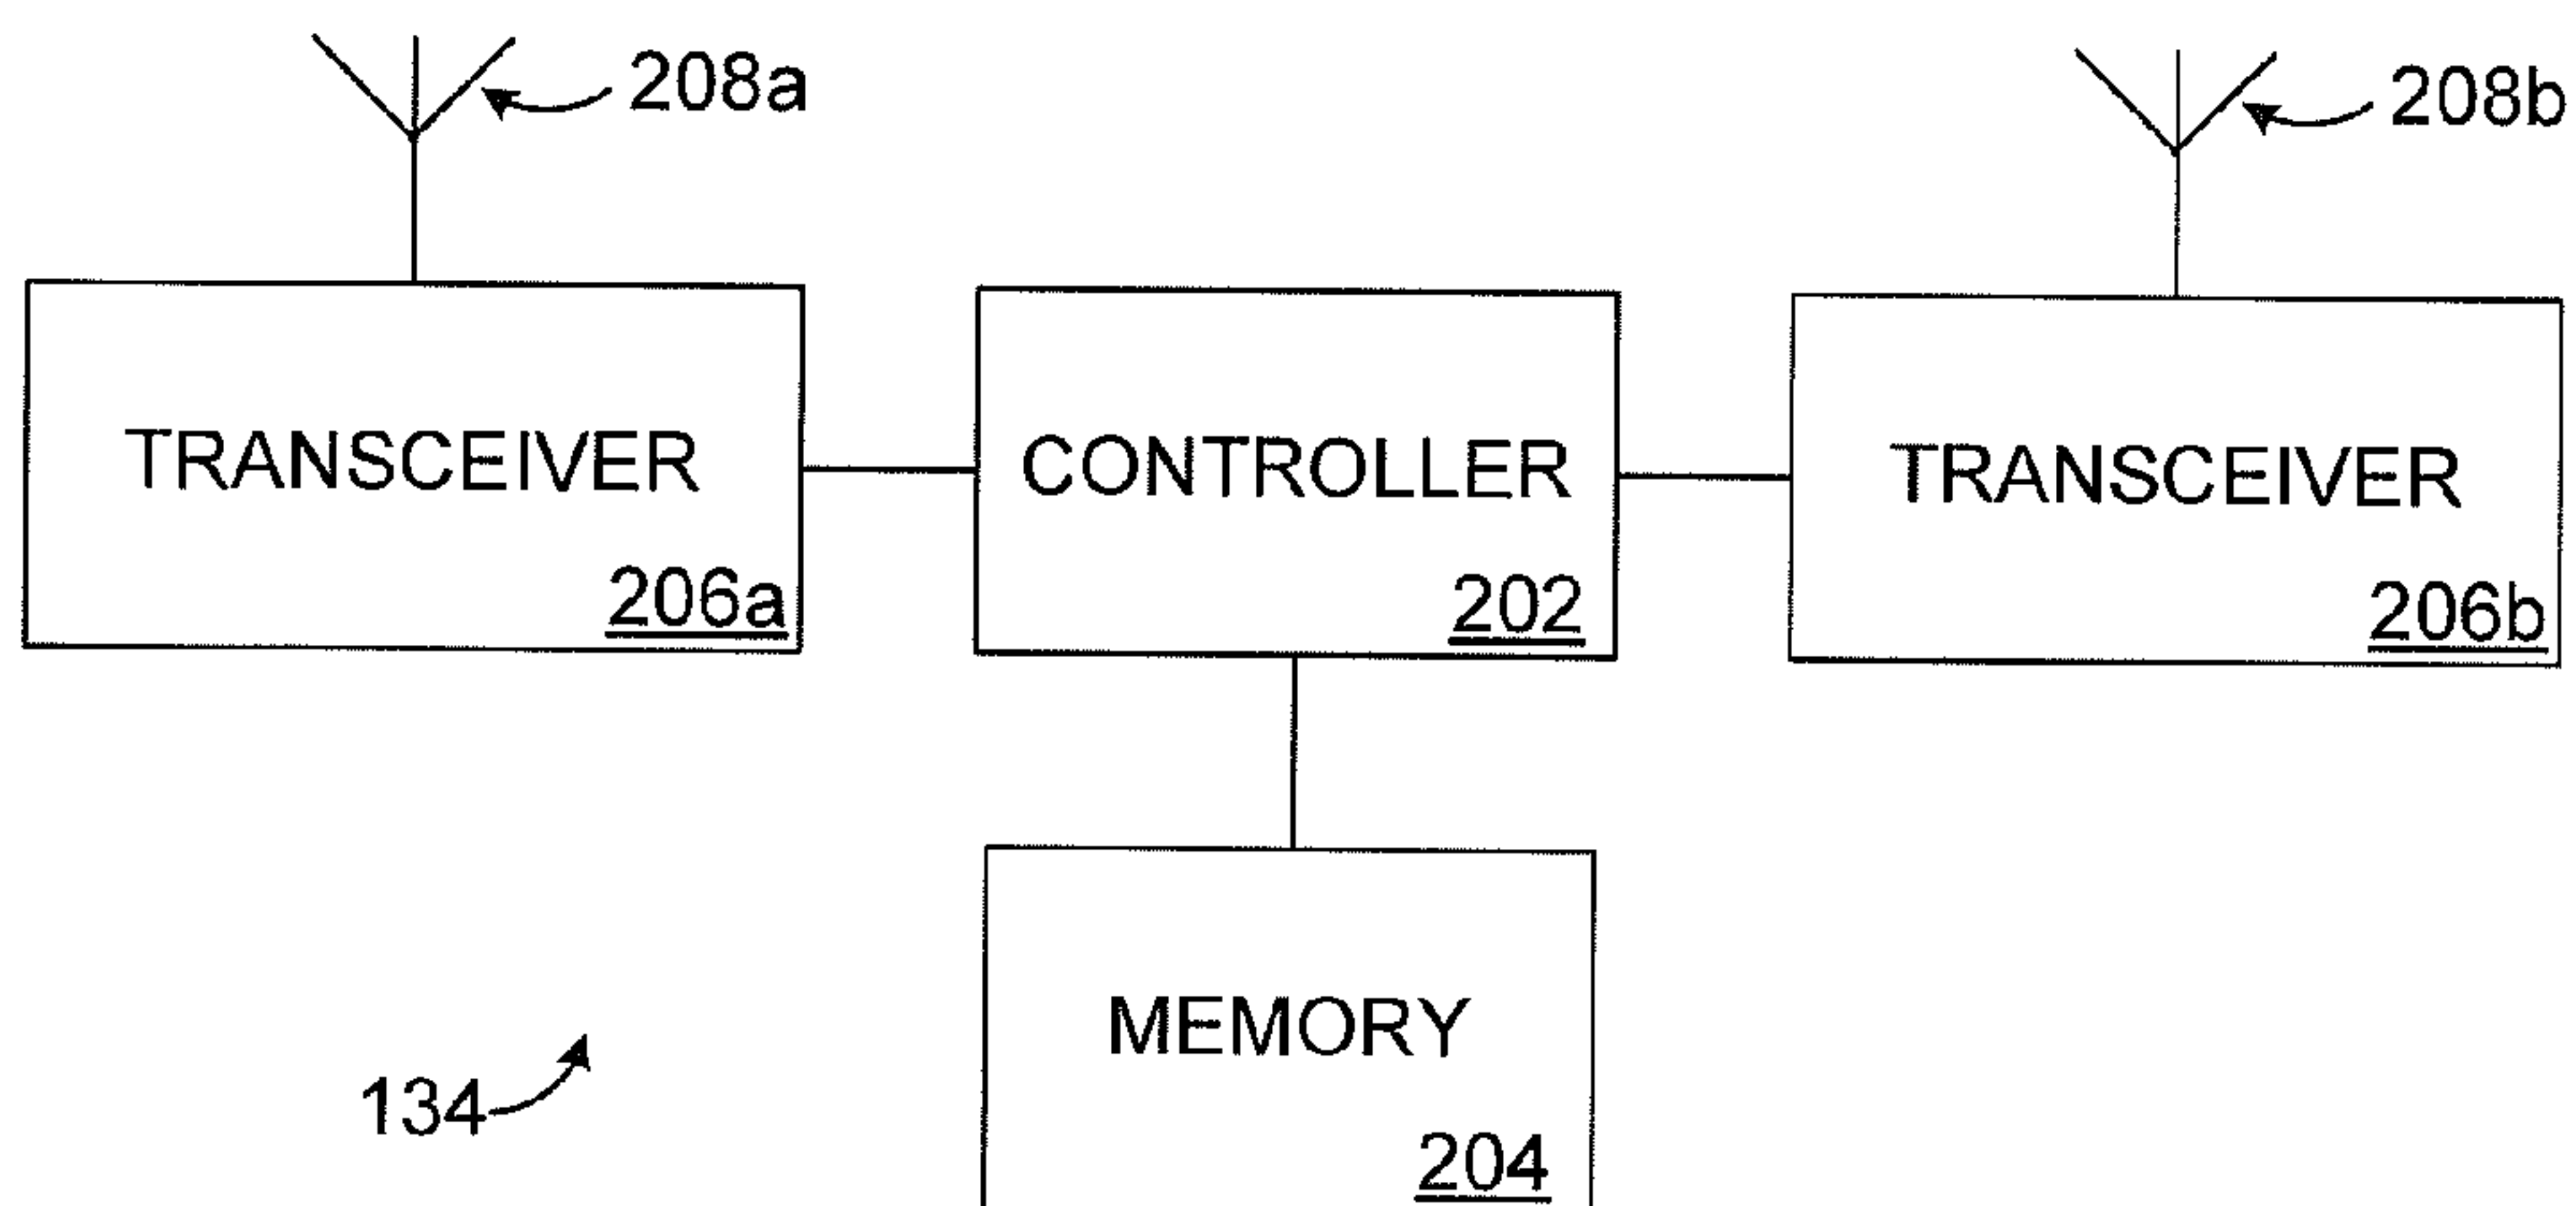 208a
208b
TRANSCEIVER
206a
CONTROLLER
202
TRANSCEIVER
206b
MEMORY
204
134